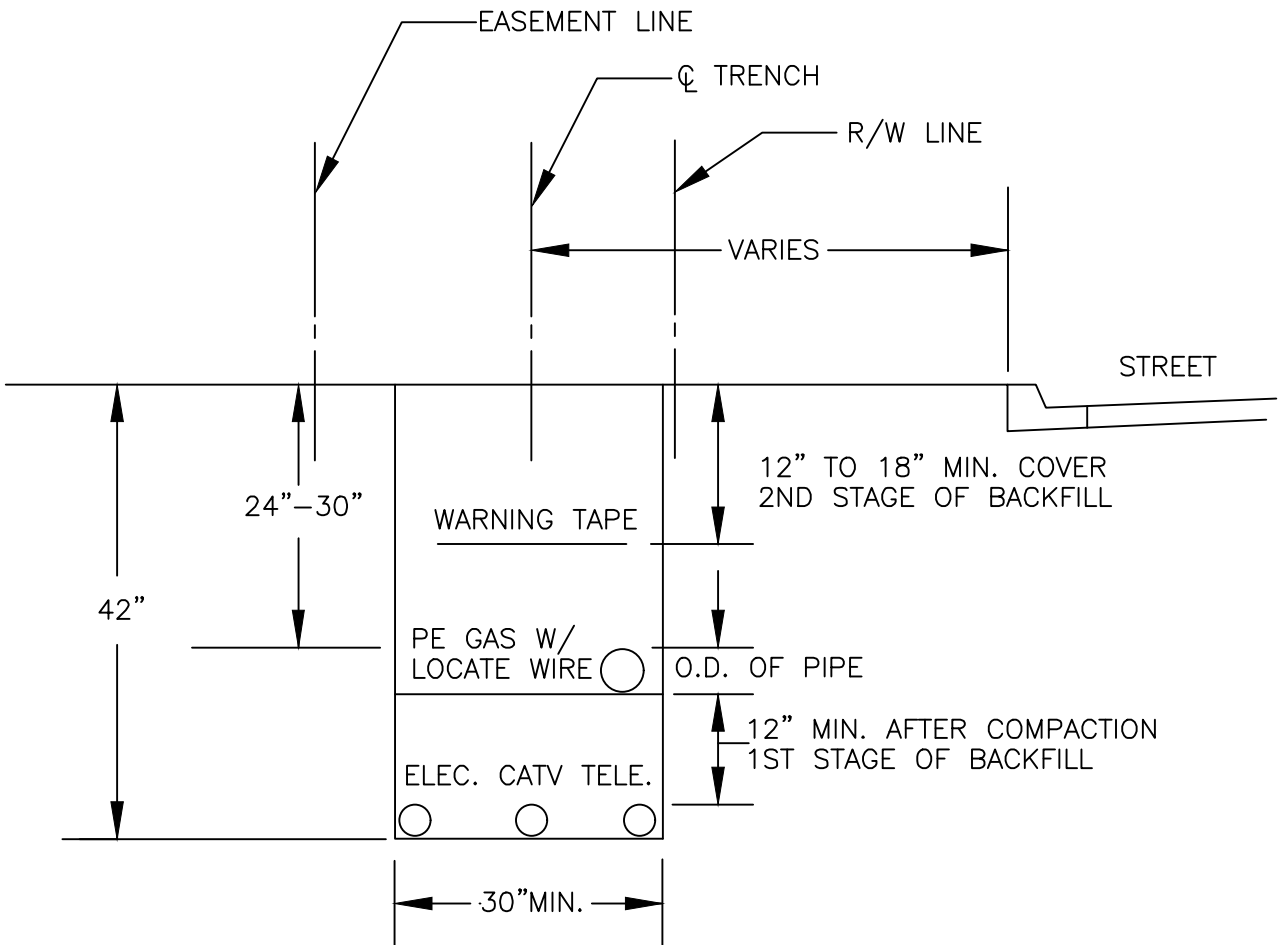 EASEMENT LINE
℄ TRENCH
R/W LINE
VARIES
STREET
12" TO 18" MIN. COVER
2ND STAGE OF BACKFILL
24"-30"
WARNING TAPE
42"
PE GAS W/
LOCATE WIRE
O.D. OF PIPE
12" MIN. AFTER COMPACTION
1ST STAGE OF BACKFILL
ELEC. CATV TELE.
30"MIN.